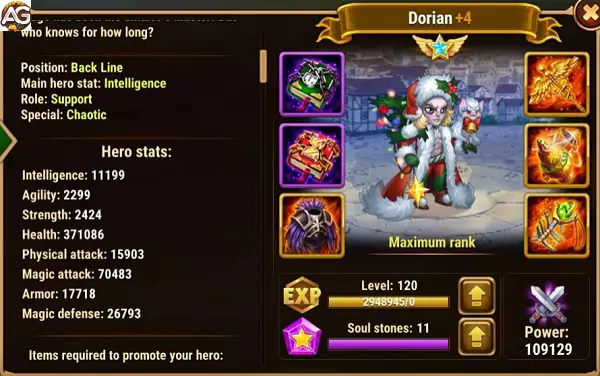 AG
who knows for how long?
Position: Back Line
Main hero stat: Intelligence
Role: Support
Special: Chaotic
Hero stats:
Intelligence: 11199
Agility: 2299
Strength: 2424
Health: 371086
Physical attack: 15903
Magic attack: 70483
Armor: 17718
Magic defense: 26793
Items required to promote your hero:
Dorian +4
Maximum rank
EXP
Level: 120
2948945/0
Soul stones: 11
Power:
109129